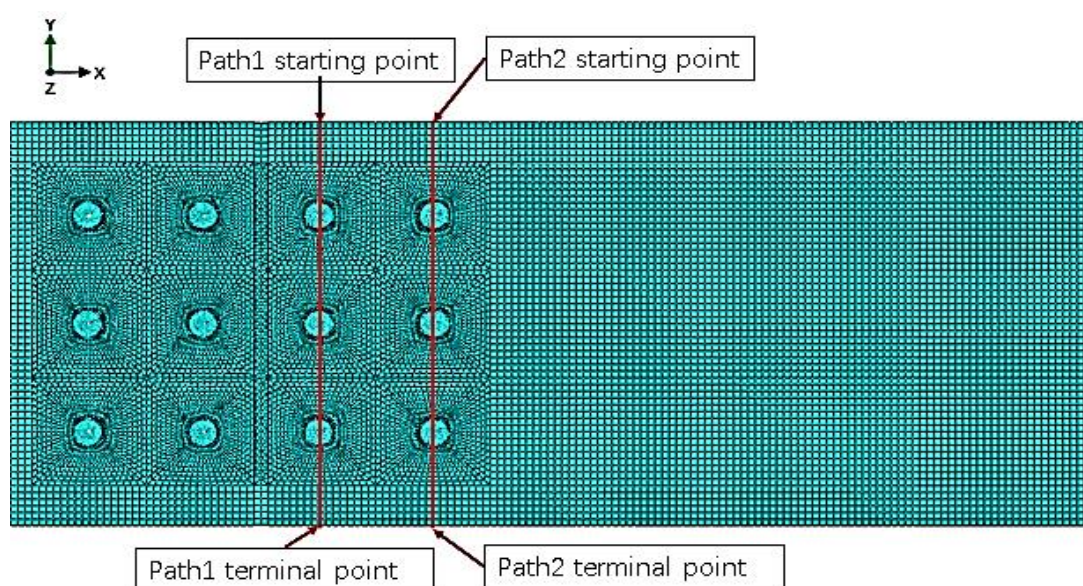 Y
X
Z
Path1 starting point
Path2 starting point
Path1 terminal point
Path2 terminal point